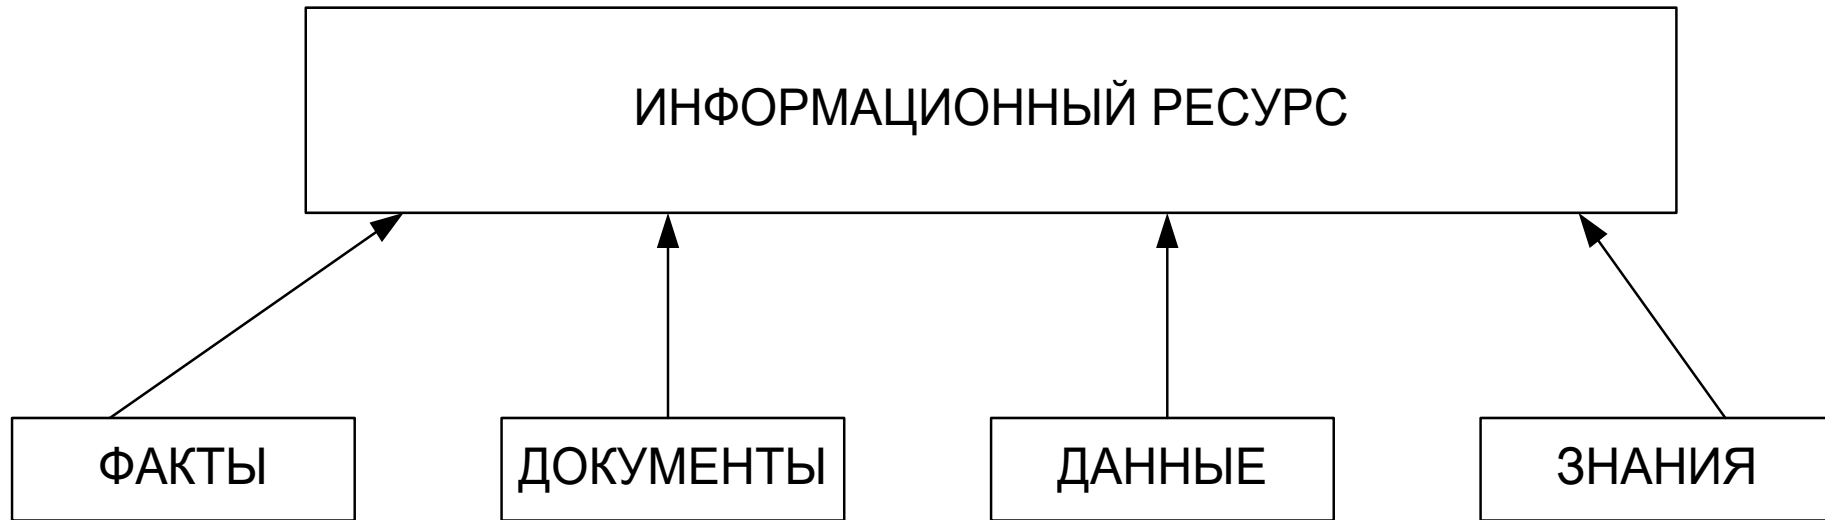 ИНФОРМАЦИОННЫЙ РЕСУРС
ФАКТЫ
ДОКУМЕНТЫ
ДАННЫЕ
ЗНАНИЯ